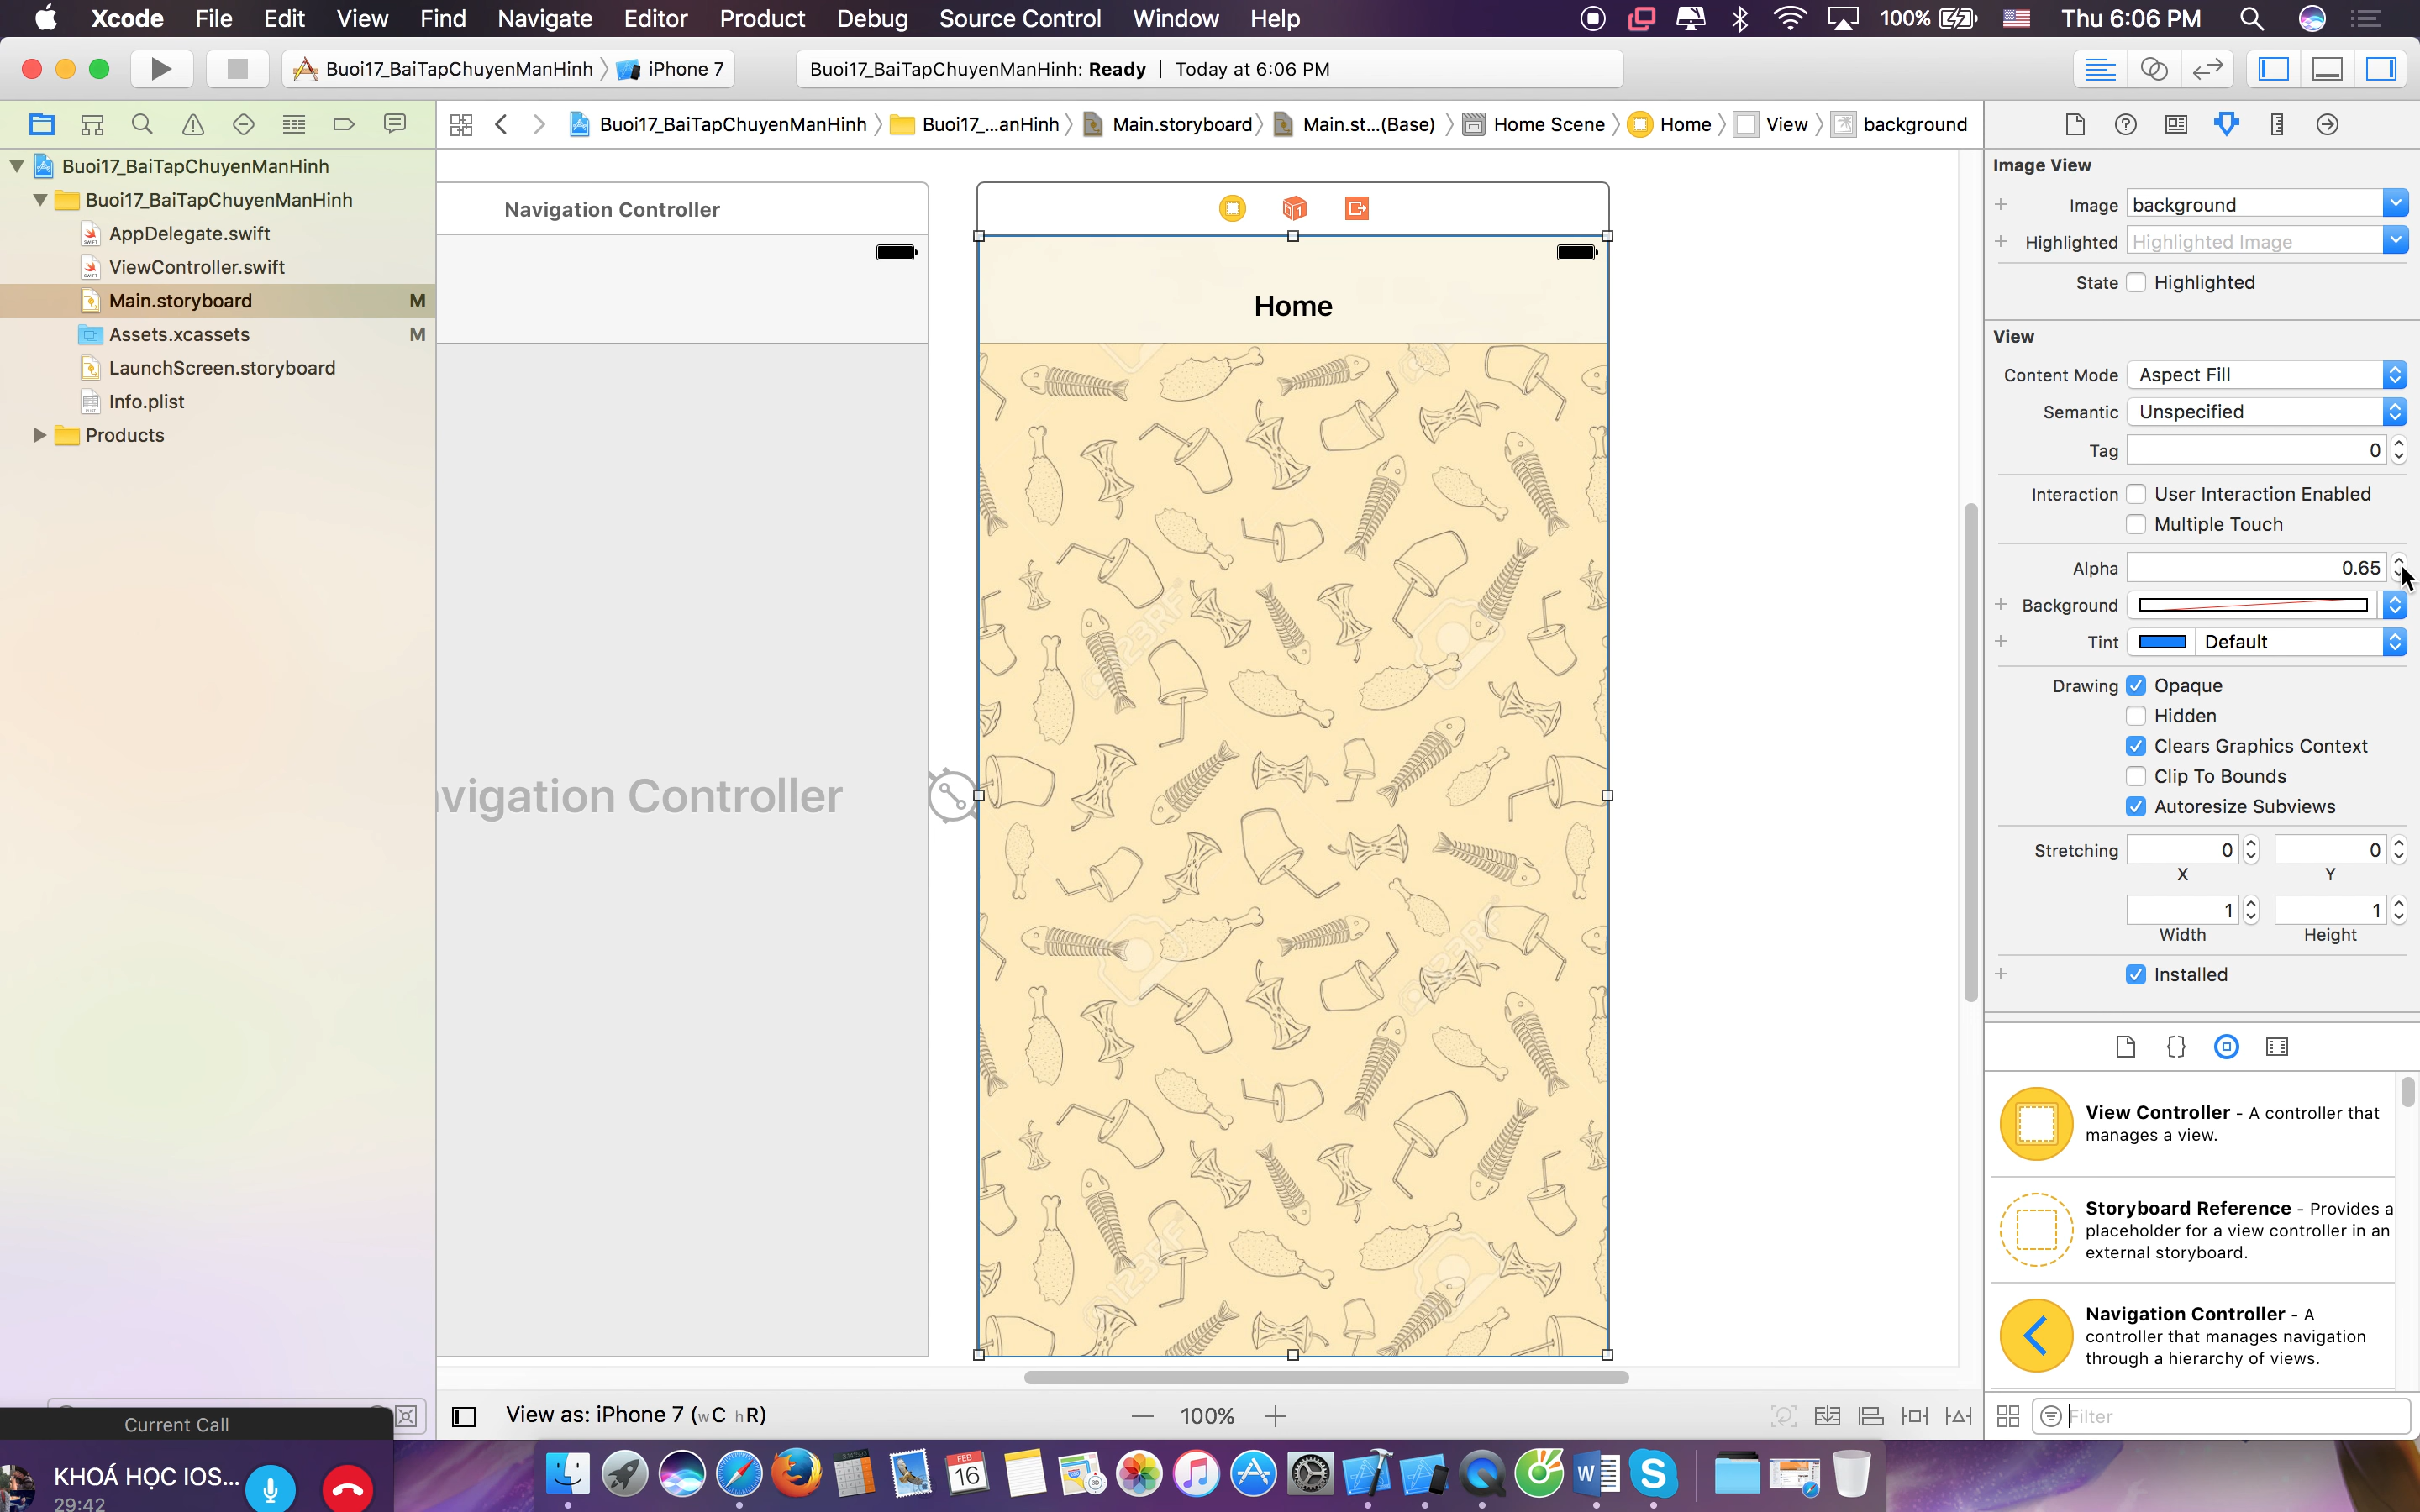 Xcode File Edit View Find Navigate Editor Product Debug Source Control Window Help 100% Thu 6:06 PM
Buoi17_BaiTapChuyenManHinh iPhone 7 Buoi17_BaiTapChuyenManHinh: Ready Today at 6:06 PM
Buoi17_BaiTapChuyenManHinh Buoi17_...anHinh Main.storyboard Main.st...(Base) Home Scene Home View background
Buoi17_BaiTapChuyenManHinh
Buoi17_BaiTapChuyenManHinh
AppDelegate.swift
ViewController.swift
Main.storyboard M
Assets.xcassets M
LaunchScreen.storyboard
Info.plist
Products
Navigation Controller
vigation Controller
Home
123RF
123RF
123RF
123RF
Image View
Image background
Highlighted Highlighted Image
State Highlighted
View
Content Mode Aspect Fill
Semantic Unspecified
Tag 0
Interaction User Interaction Enabled
Multiple Touch
Alpha 0.65
Background
Tint Default
Drawing Opaque
Hidden
Clears Graphics Context
Clip To Bounds
Autoresize Subviews
Stretching 0 0
X Y
1 1
Width Height
Installed
View Controller - A controller that
manages a view.
Storyboard Reference - Provides a
placeholder for a view controller in an
external storyboard.
Navigation Controller - A
controller that manages navigation
through a hierarchy of views.
View as: iPhone 7 (wC hR) 100% Filter
Current Call
KHOÁ HỌC IOS...
29:42
FEB
16